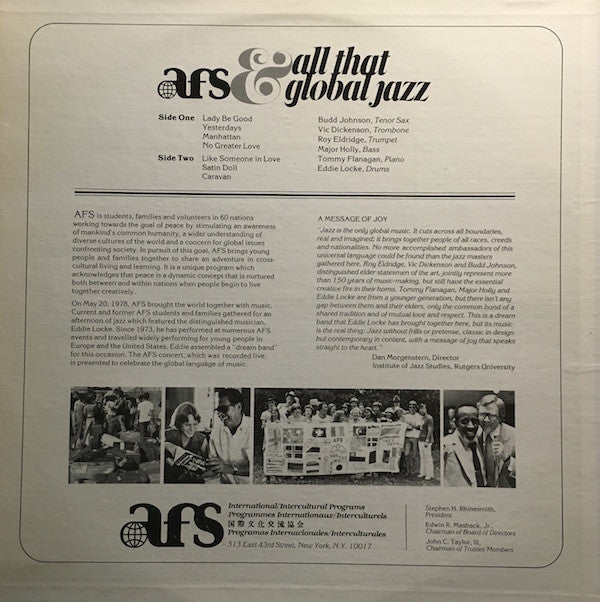 afs & all that
global jazz
Side One Lady Be Good
Yesterdays
Manhattan
No Greater Love
Side Two Like Someone in Love
Satin Doll
Caravan
Budd Johnson, Tenor Sax
Vic Dickenson, Trombone
Roy Eldridge, Trumpet
Major Holly, Bass
Tommy Flanagan, Piano
Eddie Locke, Drums
AFS is students, families and volunteers in 60 nations
working towards the goal of peace by stimulating an awareness
of mankind's common humanity, a wider understanding of
diverse cultures of the world and a concern for global issues
confronting society. In pursuit of this goal, AFS brings young
people and families together to share an adventure in cross-
cultural living and learning. It is a unique program which
acknowledges that peace is a dynamic concept that is nurtured
both between and within nations when people begin to live
together creatively.
On May 20, 1978, AFS brought the world together with music.
Current and former AFS students and families gathered for an
afternoon of jazz which featured the distinguished musician,
Eddie Locke. Since 1973, he has performed at numerous AFS
events and travelled widely performing for young people in
Europe and the United States. Eddie assembled a "dream band"
for this occasion. The AFS concert, which was recorded live,
is presented to celebrate the global language of music.
A MESSAGE OF JOY
"Jazz is the only global music. It cuts across all boundaries,
real and imagined; it brings together people of all races, creeds
and nationalities. No more accomplished ambassadors of this
universal language could be found than the jazz masters
gathered here. Roy Eldridge, Vic Dickenson and Budd Johnson,
distinguished elder statesmen of the art, jointly represent more
than 150 years of music-making, but still have the essential
creative fire in their horns. Tommy Flanagan, Major Holly and
Eddie Locke are from a younger generation, but there isn't any
gap between them and their elders, only the common bond of a
shared tradition and of mutual love and respect. This is a dream
band that Eddie Locke has brought together here, but its music
is the real thing: Jazz without frills or pretense, classic in design
but contemporary in content, with a message of joy that speaks
straight to the heart."
Dan Morgenstern, Director
Institute of Jazz Studies, Rutgers University
AFS
afs
International/Intercultural Programs
Programmes Internationaux/Interculturels
国際文化交流協会
Programas Internacionales/Interculturales
313 East 43rd Street, New York, N.Y. 10017
Stephen H. Rhinesmith,
President
Edwin R. Masback, Jr.,
Chairman of Board of Directors
John C. Taylor, III,
Chairman of Trustee Members